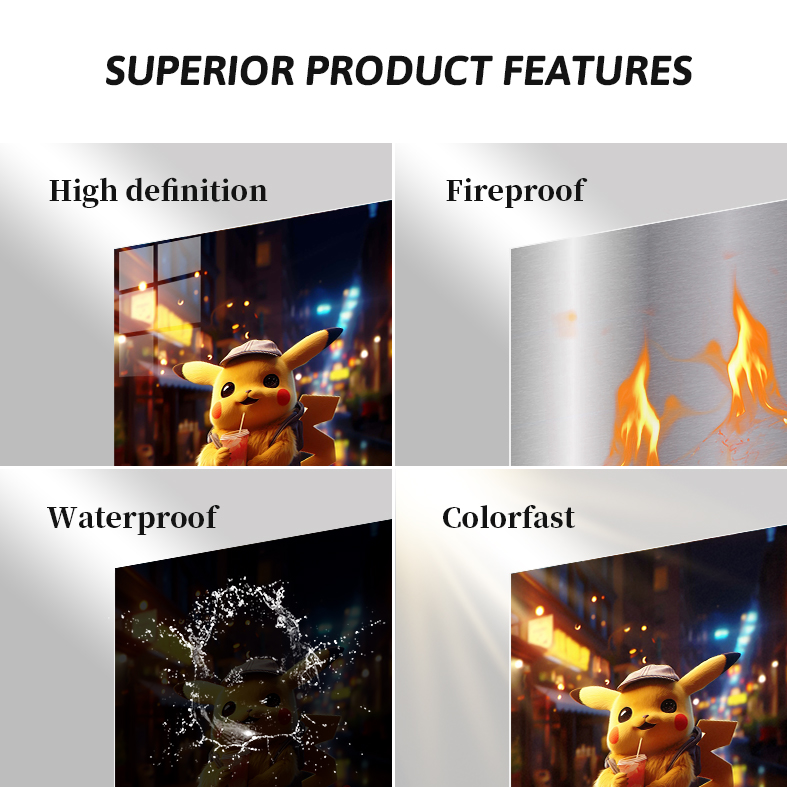 SUPERIOR PRODUCT FEATURES
High definition
Fireproof
Waterproof
Colorfast